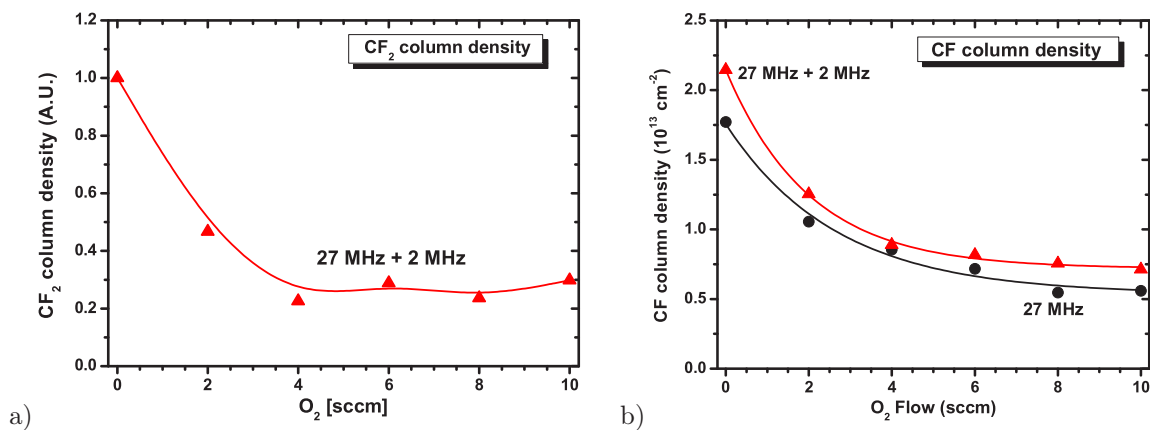 CF₂ column density
CF₂ column density (A.U.)
1.2
1.0
0.8
0.6
0.4
0.2
0.0
27 MHz + 2 MHz
0 2 4 6 8 10
O₂ [sccm]
a)
CF column density
CF column density (10¹³ cm⁻²)
2.5
2.0
1.5
1.0
0.5
0.0
27 MHz + 2 MHz
27 MHz
0 2 4 6 8 10
O₂ Flow (sccm)
b)